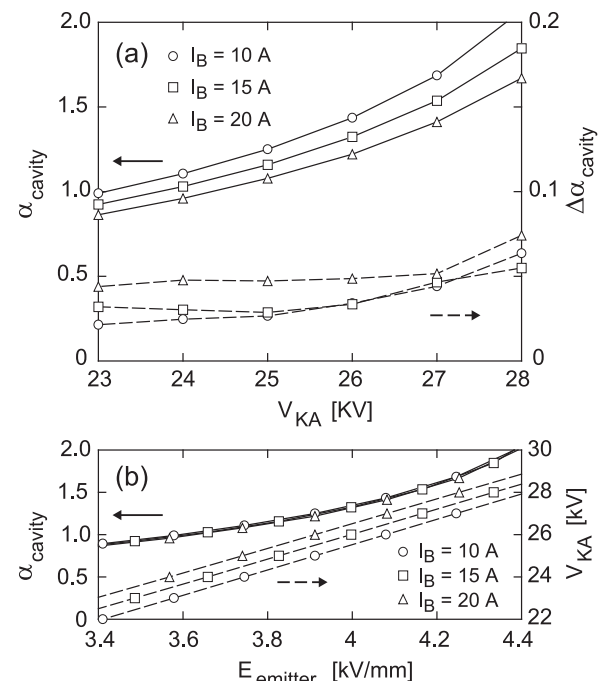 (a)
I_B = 10 A
I_B = 15 A
I_B = 20 A
2.0
1.5
1.0
0.5
0
α_cavity
0.2
0.1
0
Δα_cavity
23 24 25 26 27 28
V_KA [KV]
(b)
2.0
1.5
1.0
0.5
0
α_cavity
30
28
26
24
22
V_KA [kV]
I_B = 10 A
I_B = 15 A
I_B = 20 A
3.4 3.6 3.8 4 4.2 4.4
E_emitter [kV/mm]